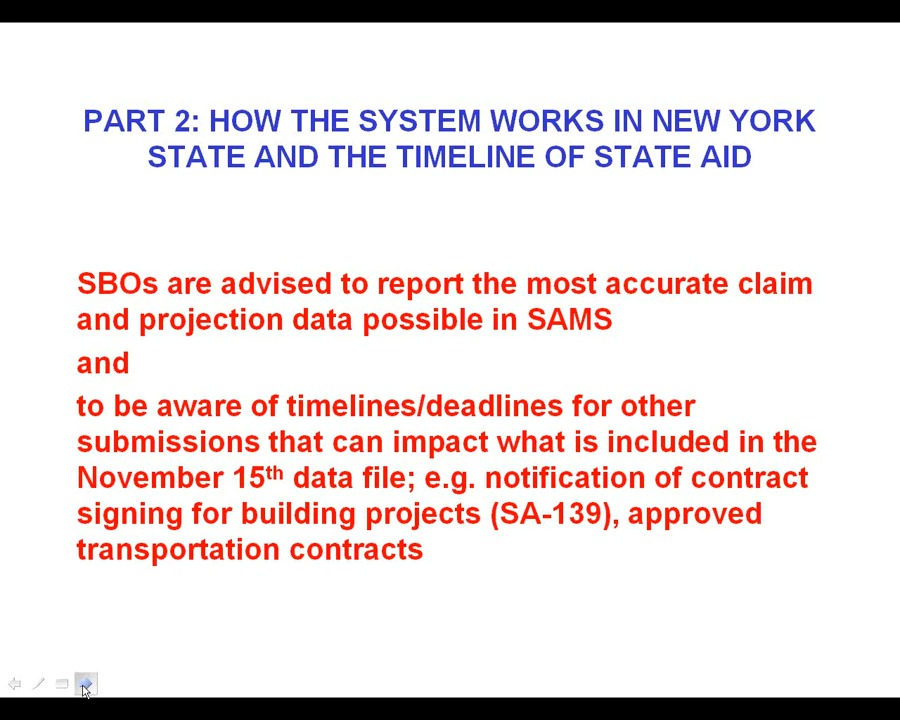 PART 2: HOW THE SYSTEM WORKS IN NEW YORK
STATE AND THE TIMELINE OF STATE AID
SBOs are advised to report the most accurate claim
and projection data possible in SAMS
and
to be aware of timelines/deadlines for other
submissions that can impact what is included in the
November 15th data file; e.g. notification of contract
signing for building projects (SA-139), approved
transportation contracts